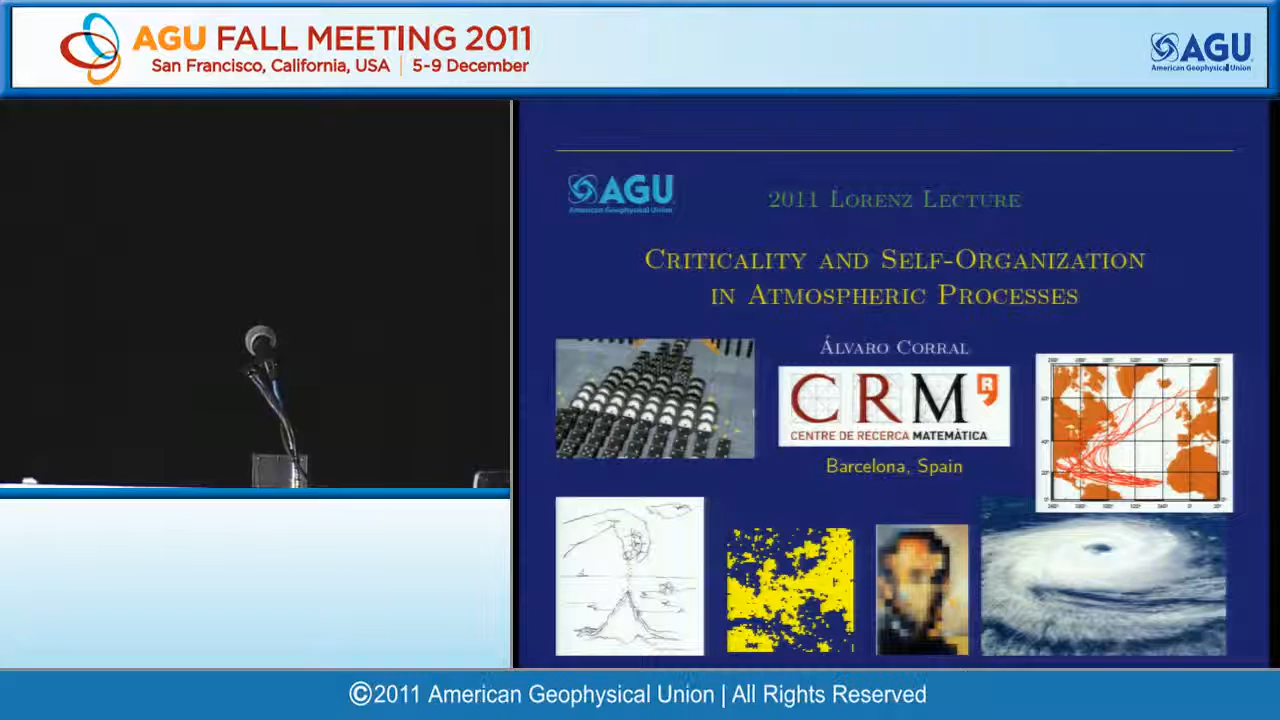 AGU FALL MEETING 2011
San Francisco, California, USA | 5-9 December
AGU
American Geophysical Union
AGU
American Geophysical Union
2011 LORENZ LECTURE
CRITICALITY AND SELF-ORGANIZATION
IN ATMOSPHERIC PROCESSES
ÁLVARO CORRAL
CRM
CENTRE DE RECERCA MATEMÀTICA
Barcelona, Spain
©2011 American Geophysical Union | All Rights Reserved